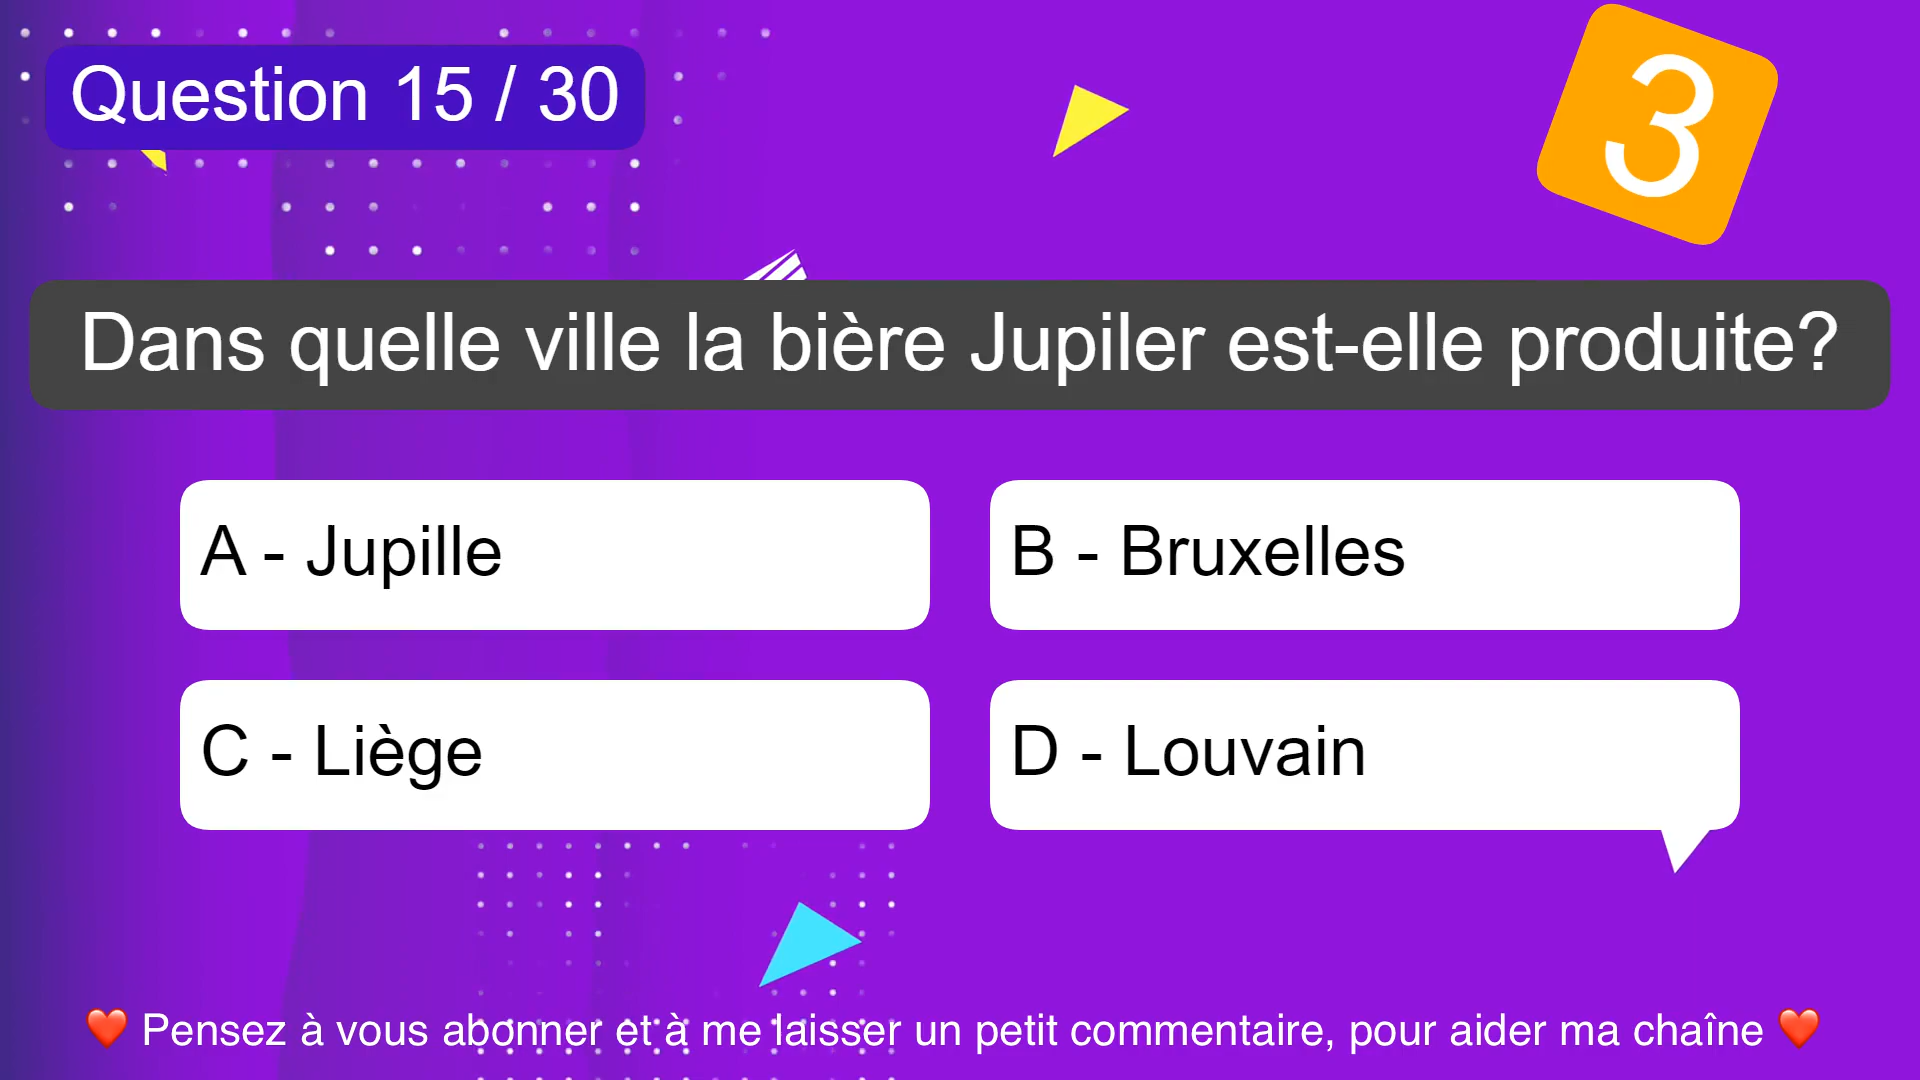 Question 15 / 30
3
Dans quelle ville la bière Jupiler est-elle produite?
A - Jupille
B - Bruxelles
C - Liège
D - Louvain
❤️ Pensez à vous abonner et à me laisser un petit commentaire, pour aider ma chaîne ❤️